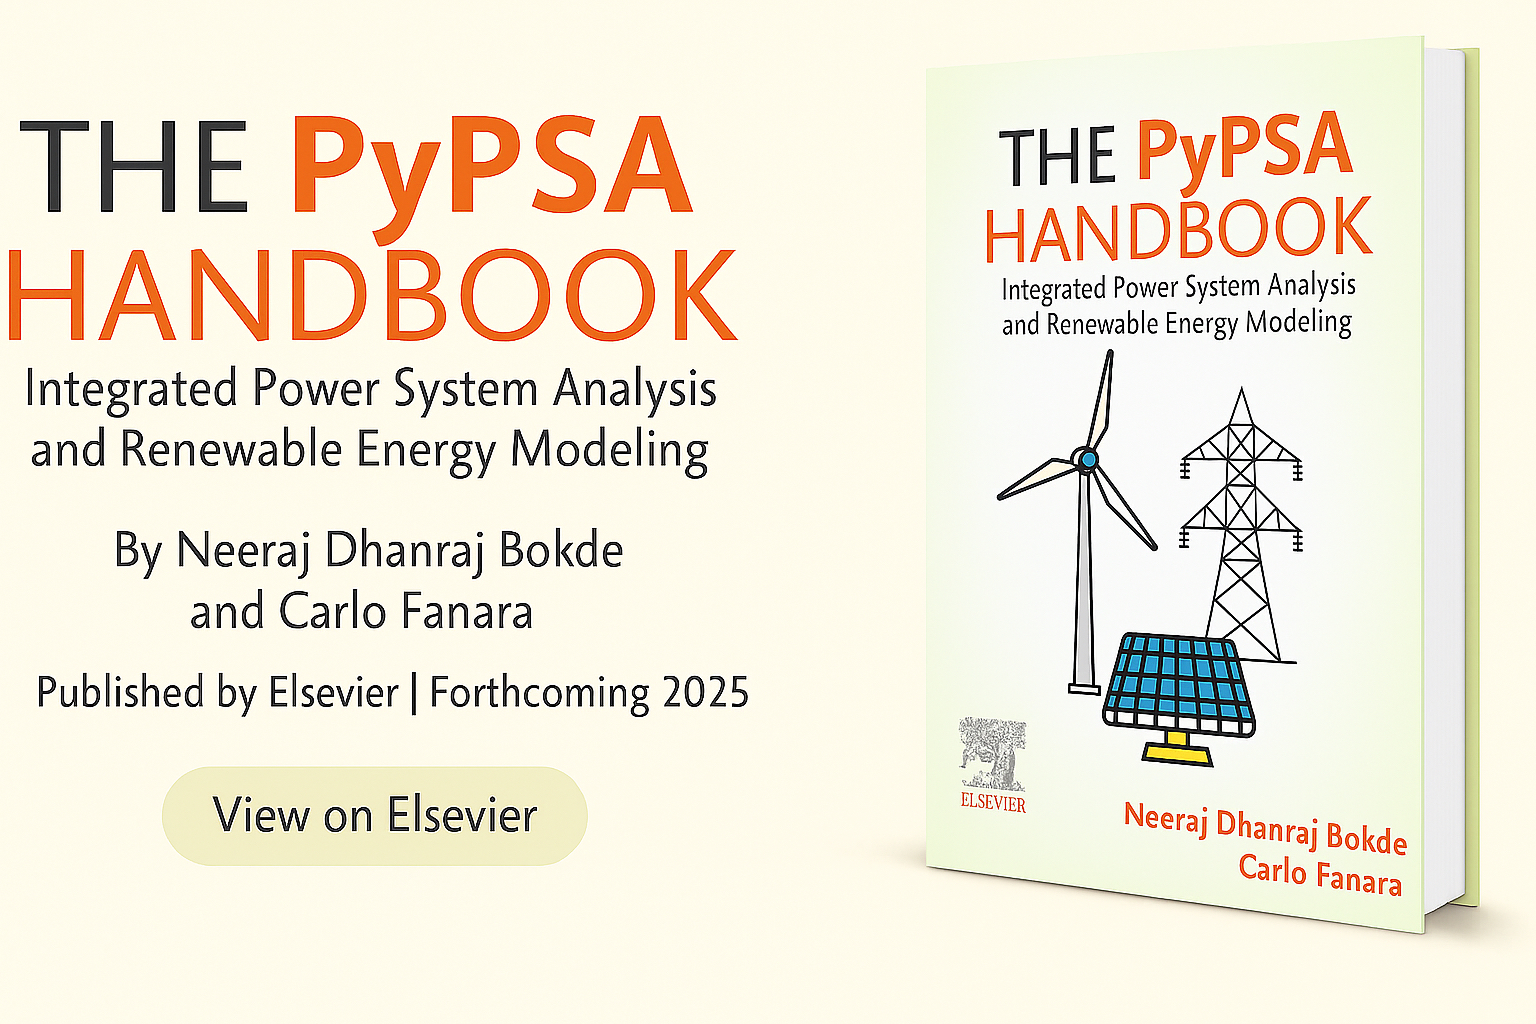 THE PyPSA
HANDBOOK
Integrated Power System Analysis
and Renewable Energy Modeling
By Neeraj Dhanraj Bokde
and Carlo Fanara
Published by Elsevier | Forthcoming 2025
View on Elsevier
THE PyPSA
HANDBOOK
Integrated Power System Analysis
and Renewable Energy Modeling
ELSEVIER
Neeraj Dhanraj Bokde
Carlo Fanara